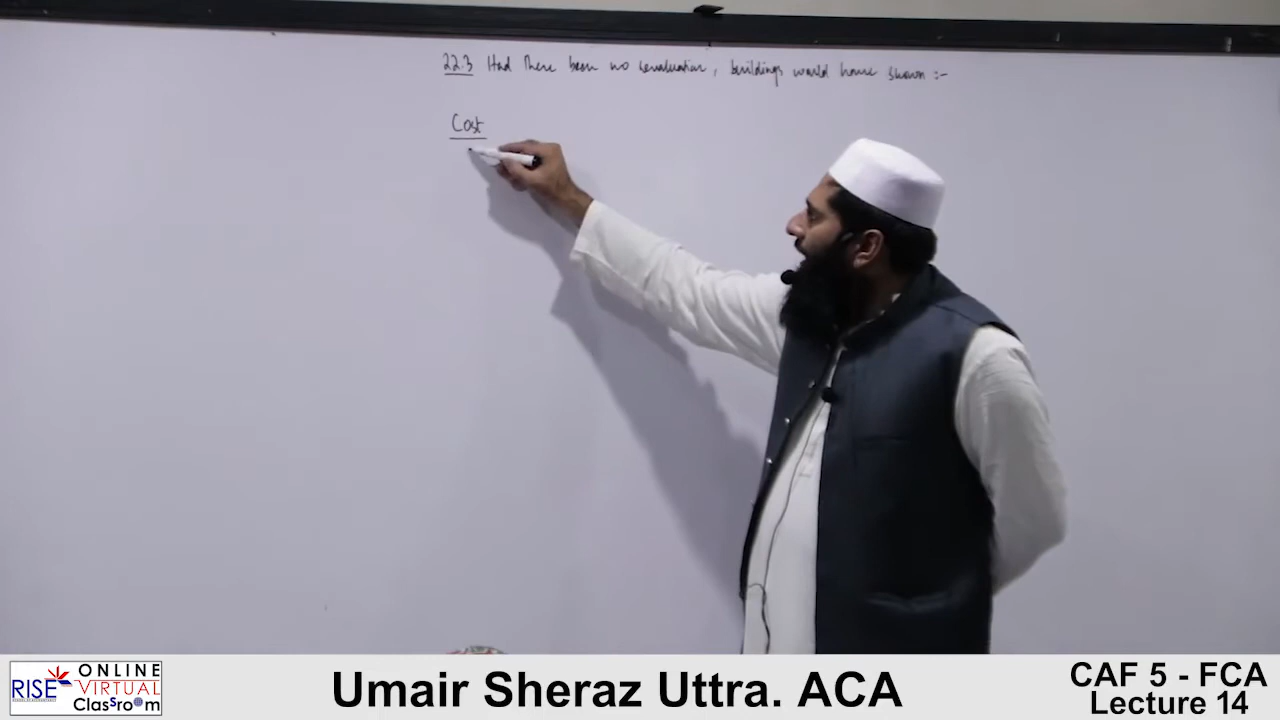 22.3 Had there been no revaluation, buildings would have shown :-
Cost
RISE
ONLINE
VIRTUAL
Classroom
Umair Sheraz Uttra. ACA
CAF 5 - FCA
Lecture 14